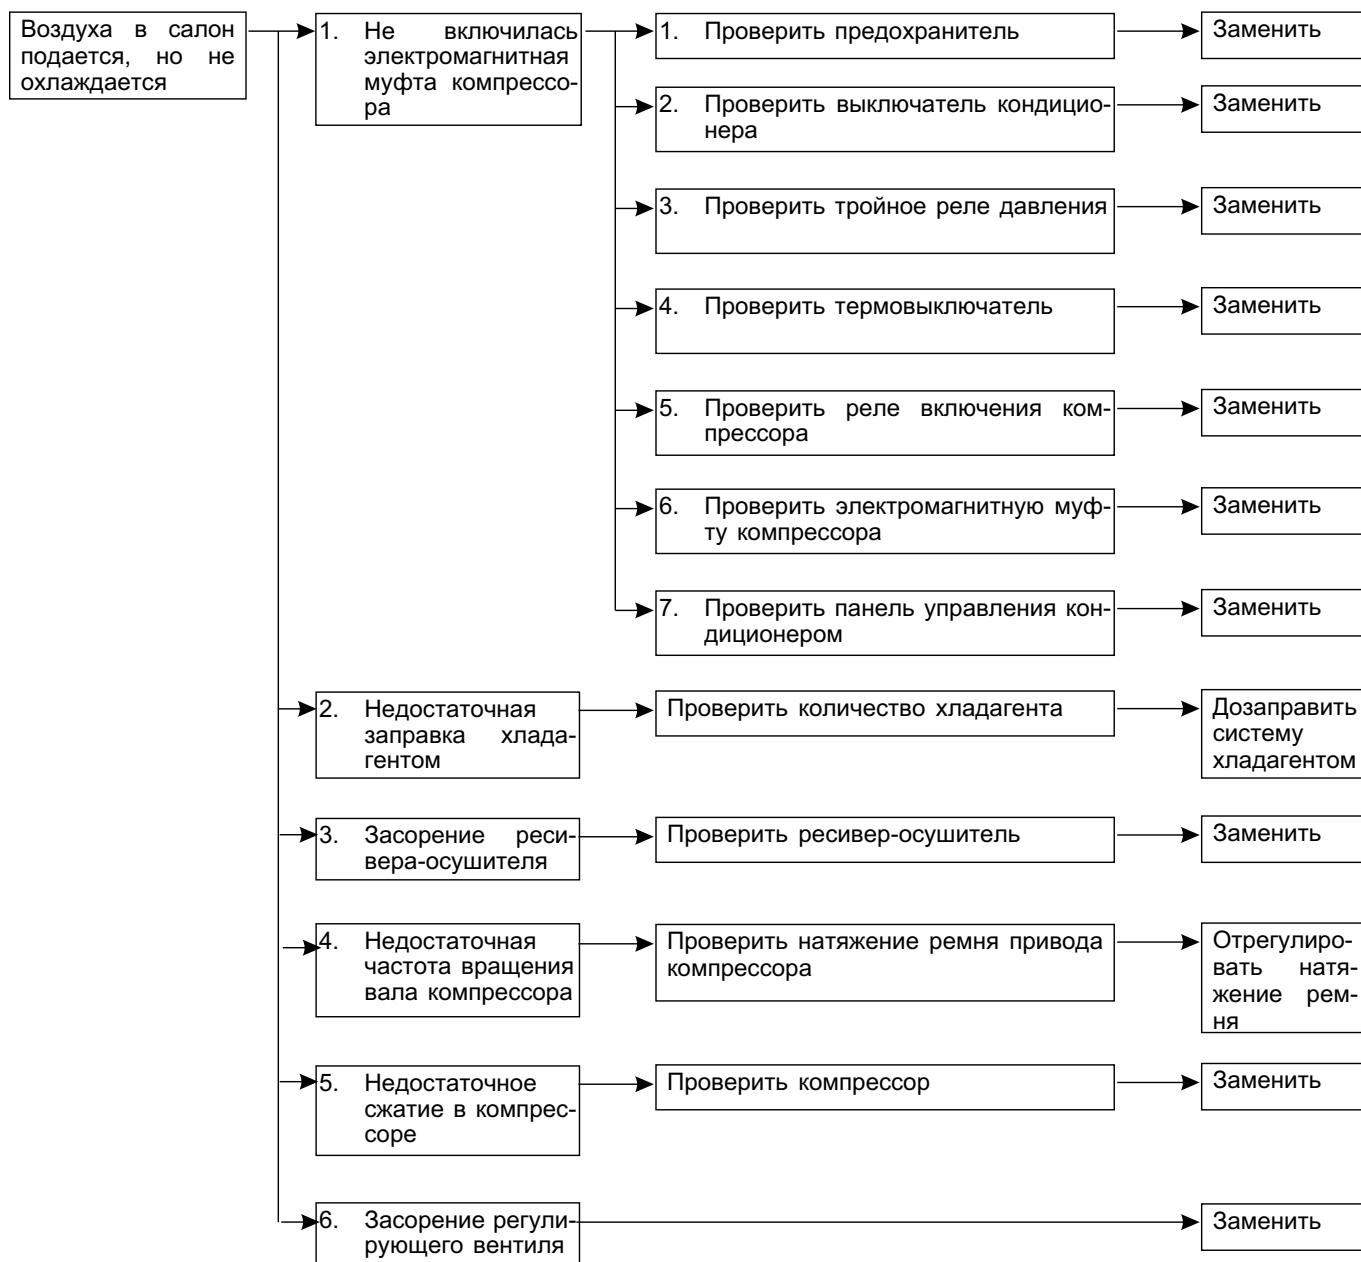 Воздуха в салон
подается, но не
охлаждается
1. Не включилась
электромагнитная
муфта компрессо-
ра
1. Проверить предохранитель
Заменить
2. Проверить выключатель кондицио-
нера
Заменить
3. Проверить тройное реле давления
Заменить
4. Проверить термовыключатель
Заменить
5. Проверить реле включения ком-
прессора
Заменить
6. Проверить электромагнитную муф-
ту компрессора
Заменить
7. Проверить панель управления кон-
диционером
Заменить
2. Недостаточная
заправка хлада-
гентом
Проверить количество хладагента
Дозаправить
систему
хладагентом
3. Засорение реси-
вера-осушителя
Проверить ресивер-осушитель
Заменить
4. Недостаточная
частота вращения
вала компрессора
Проверить натяжение ремня привода
компрессора
Отрегулиро-
вать натя-
жение рем-
ня
5. Недостаточное
сжатие в компрес-
соре
Проверить компрессор
Заменить
6. Засорение регули-
рующего вентиля
Заменить